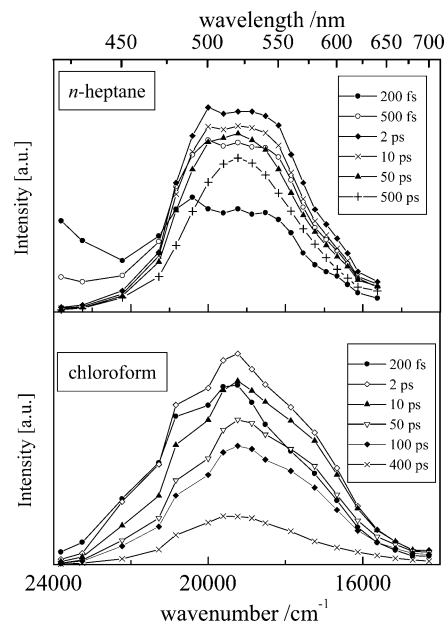 wavelength /nm
450 500 550 600 650 700
n-heptane
200 fs
500 fs
2 ps
10 ps
50 ps
500 ps
Intensity [a.u.]
chloroform
200 fs
2 ps
10 ps
50 ps
100 ps
400 ps
Intensity [a.u.]
24000 20000 16000
wavenumber /cm-1